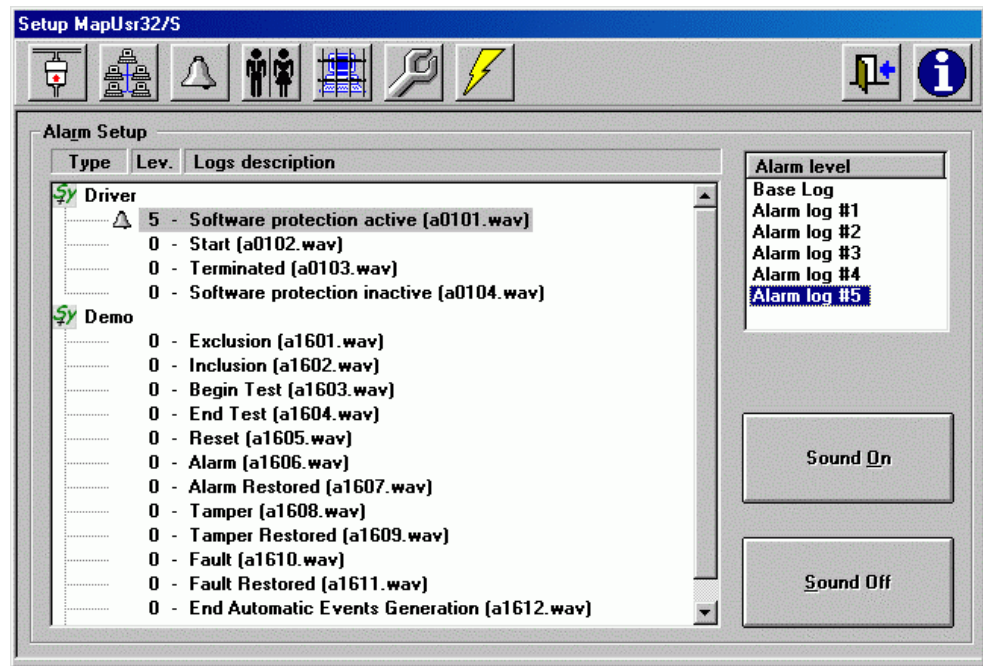 Setup MapUsr32/S
Alarm Setup
Type Lev. Logs description
Driver
5 - Software protection active (a0101.wav)
0 - Start (a0102.wav)
0 - Terminated (a0103.wav)
0 - Software protection inactive (a0104.wav)
Demo
0 - Exclusion (a1601.wav)
0 - Inclusion (a1602.wav)
0 - Begin Test (a1603.wav)
0 - End Test (a1604.wav)
0 - Reset (a1605.wav)
0 - Alarm (a1606.wav)
0 - Alarm Restored (a1607.wav)
0 - Tamper (a1608.wav)
0 - Tamper Restored (a1609.wav)
0 - Fault (a1610.wav)
0 - Fault Restored (a1611.wav)
0 - End Automatic Events Generation (a1612.wav)
Alarm level
Base Log
Alarm log #1
Alarm log #2
Alarm log #3
Alarm log #4
Alarm log #5
Sound On
Sound Off